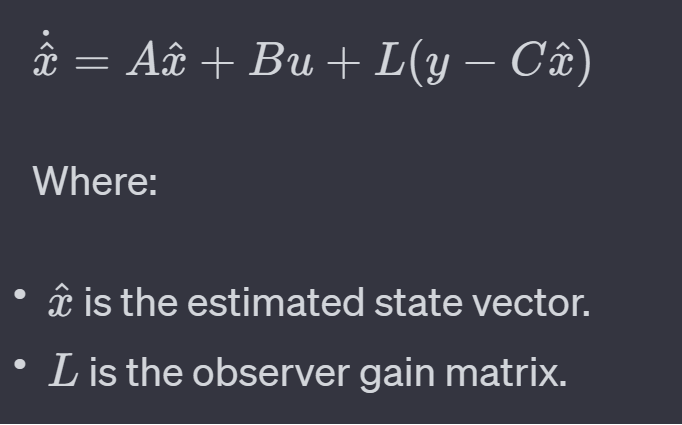 $\dot{\hat{x}} = A\hat{x} + Bu + L(y - C\hat{x})$
Where:
• $\hat{x}$ is the estimated state vector.
• $L$ is the observer gain matrix.